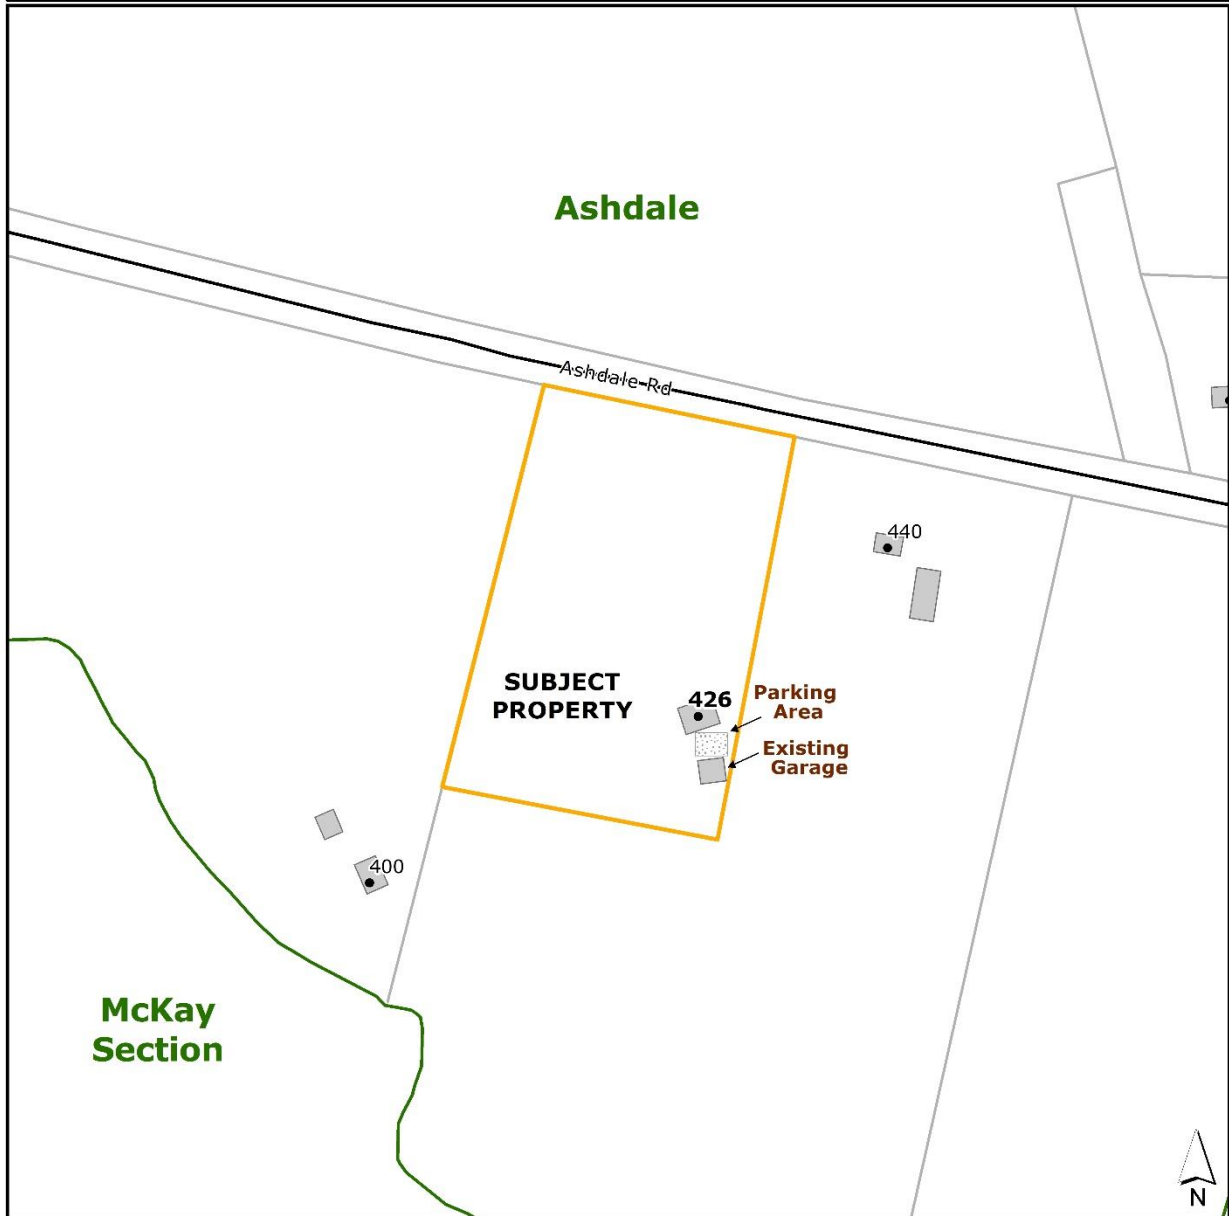 Ashdale
Ashdale Rd
440
SUBJECT
PROPERTY
426
Parking
Area
Existing
Garage
400
McKay
Section
N